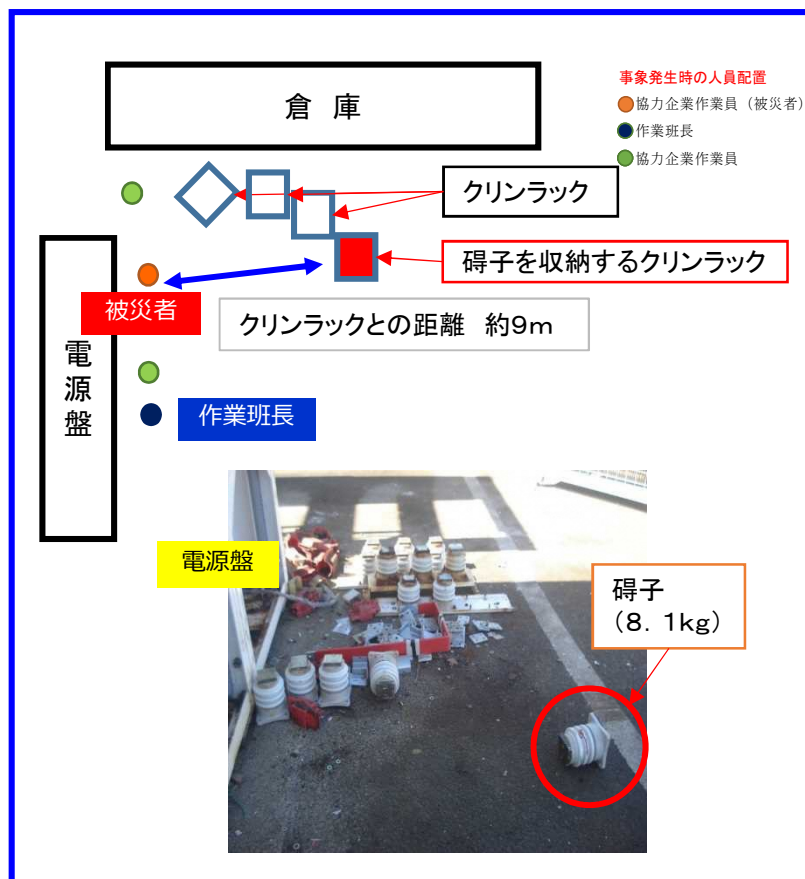 倉 庫
事象発生時の人員配置
協力企業作業員（被災者）
作業班長
協力企業作業員
クリンラック
碍子を収納するクリンラック
被災者
クリンラックとの距離 約9m
電源盤
作業班長
電源盤
碍子
（8．1kg）